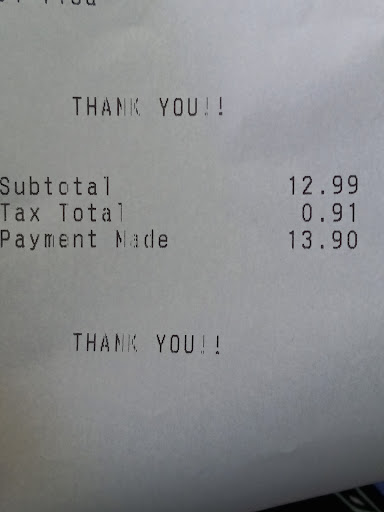 THANK YOU!!
Subtotal 12.99
Tax Total 0.91
Payment Made 13.90
THANK YOU!!